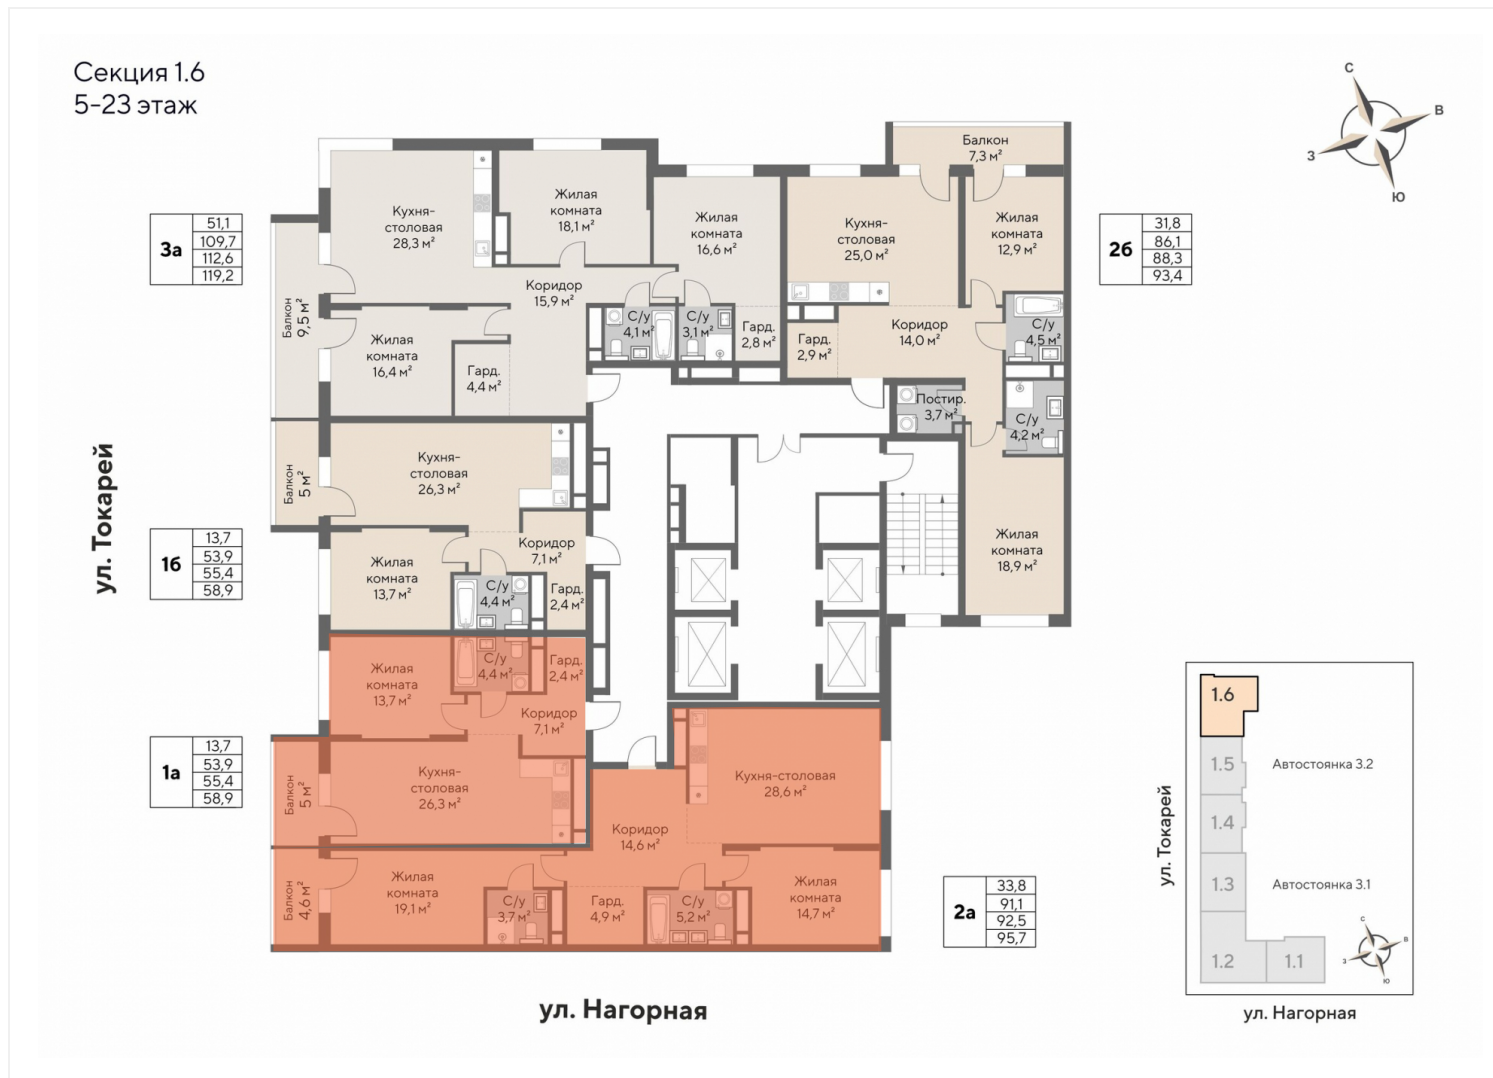 Секция 1.6
5-23 этаж
С
В
З
Ю
Балкон
7,3 м²
3а
51,1
109,7
112,6
119,2
Кухня-
столовая
28,3 м²
Жилая
комната
18,1 м²
Жилая
комната
16,6 м²
Кухня-
столовая
25,0 м²
Жилая
комната
12,9 м²
2б
31,8
86,1
88,3
93,4
Балкон
9,5 м²
Коридор
15,9 м²
С/у
4,1 м²
С/у
3,1 м²
Гард.
2,8 м²
Гард.
2,9 м²
Коридор
14,0 м²
С/у
4,5 м²
Жилая
комната
16,4 м²
Гард.
4,4 м²
Постир.
3,7 м²
С/у
4,2 м²
Балкон
5 м²
Кухня-
столовая
26,3 м²
ул. Токарей
1б
13,7
53,9
55,4
58,9
Жилая
комната
13,7 м²
Коридор
7,1 м²
С/у
4,4 м²
Гард.
2,4 м²
Жилая
комната
18,9 м²
Жилая
комната
13,7 м²
С/у
4,4 м²
Гард.
2,4 м²
Коридор
7,1 м²
1а
13,7
53,9
55,4
58,9
Балкон
5 м²
Кухня-
столовая
26,3 м²
Кухня-столовая
28,6 м²
Коридор
14,6 м²
Балкон
4,6 м²
Жилая
комната
19,1 м²
С/у
3,7 м²
Гард.
4,9 м²
С/у
5,2 м²
Жилая
комната
14,7 м²
2а
33,8
91,1
92,5
95,7
ул. Нагорная
1.6
1.5
Автостоянка 3.2
1.4
ул. Токарей
1.3
Автостоянка 3.1
1.2
1.1
С
В
З
Ю
ул. Нагорная